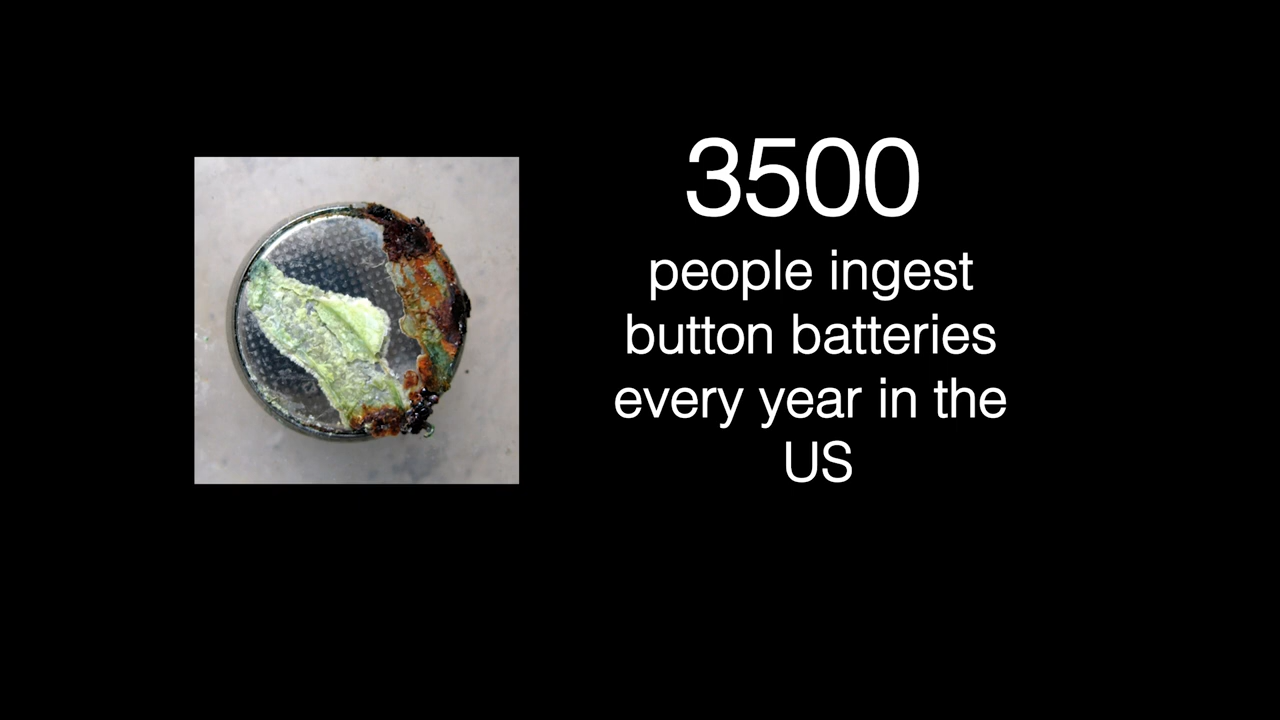 3500
people ingest
button batteries
every year in the
US